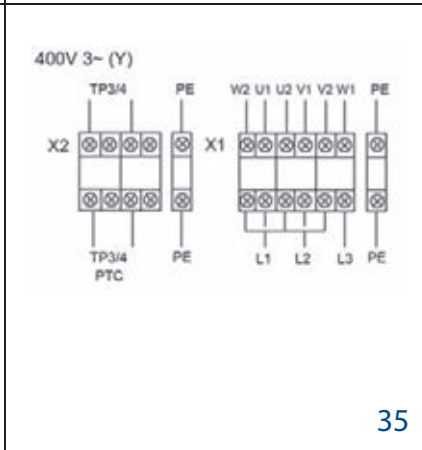 400V 3~ (Y)
TP3/4 PE W2 U1 U2 V1 V2 W1 PE
X2 X1
TP3/4 PE L1 L2 L3 PE
PTC
35